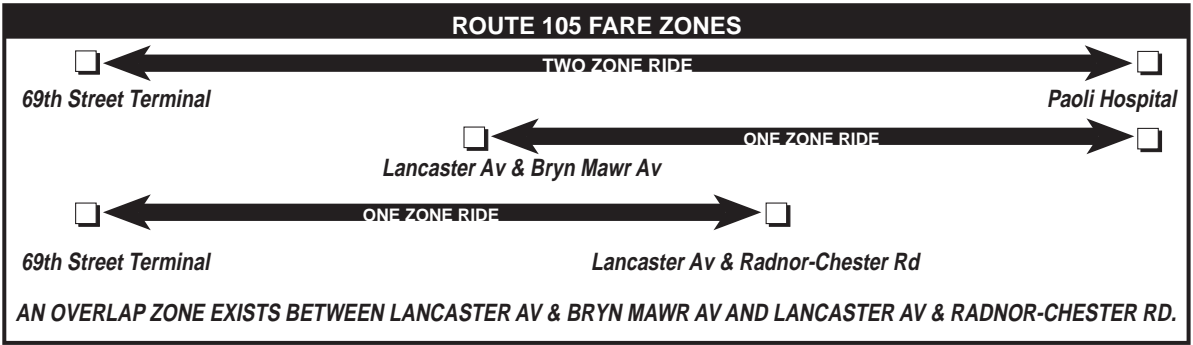 ROUTE 105 FARE ZONES
TWO ZONE RIDE
69th Street Terminal
Paoli Hospital
ONE ZONE RIDE
Lancaster Av & Bryn Mawr Av
ONE ZONE RIDE
69th Street Terminal
Lancaster Av & Radnor-Chester Rd
AN OVERLAP ZONE EXISTS BETWEEN LANCASTER AV & BRYN MAWR AV AND LANCASTER AV & RADNOR-CHESTER RD.